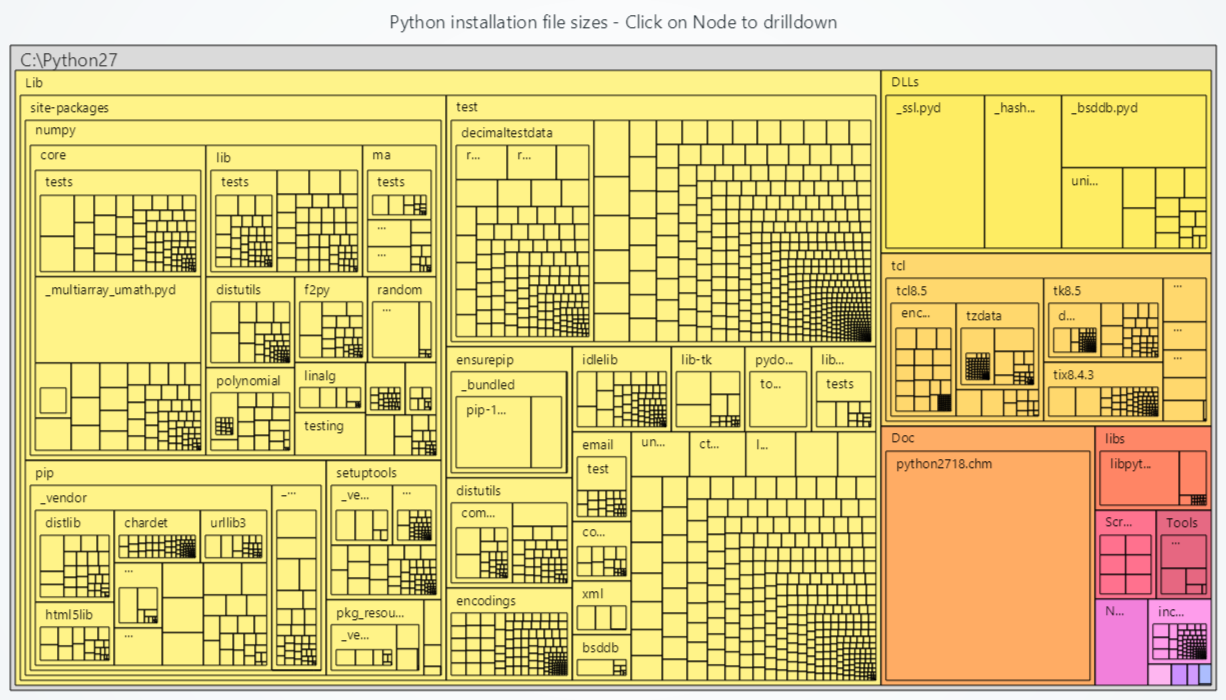 Python installation file sizes - Click on Node to drilldown
C:\Python27
Lib
site-packages
numpy
core
tests
_multiarray_umath.pyd
lib
tests
ma
tests
...
...
distutils
f2py
random
...
polynomial
linalg
testing
pip
_vendor
distlib
chardet
urllib3
html5lib
...
...
_...
setuptools
_ve...
...
pkg_resou...
_ve...
test
decimaltestdata
r...
r...
ensurepip
_bundled
pip-1...
distutils
com...
encodings
idlelib
lib-tk
pydo...
to...
lib...
tests
email
test
un...
ct...
l...
co...
xml
bsddb
DLLs
_ssl.pyd
_hash...
_bsddb.pyd
uni...
tcl
tcl8.5
enc...
tzdata
tk8.5
d...
tix8.4.3
...
...
...
Doc
python2718.chm
libs
libpyt...
Scr...
Tools
...
N...
inc...